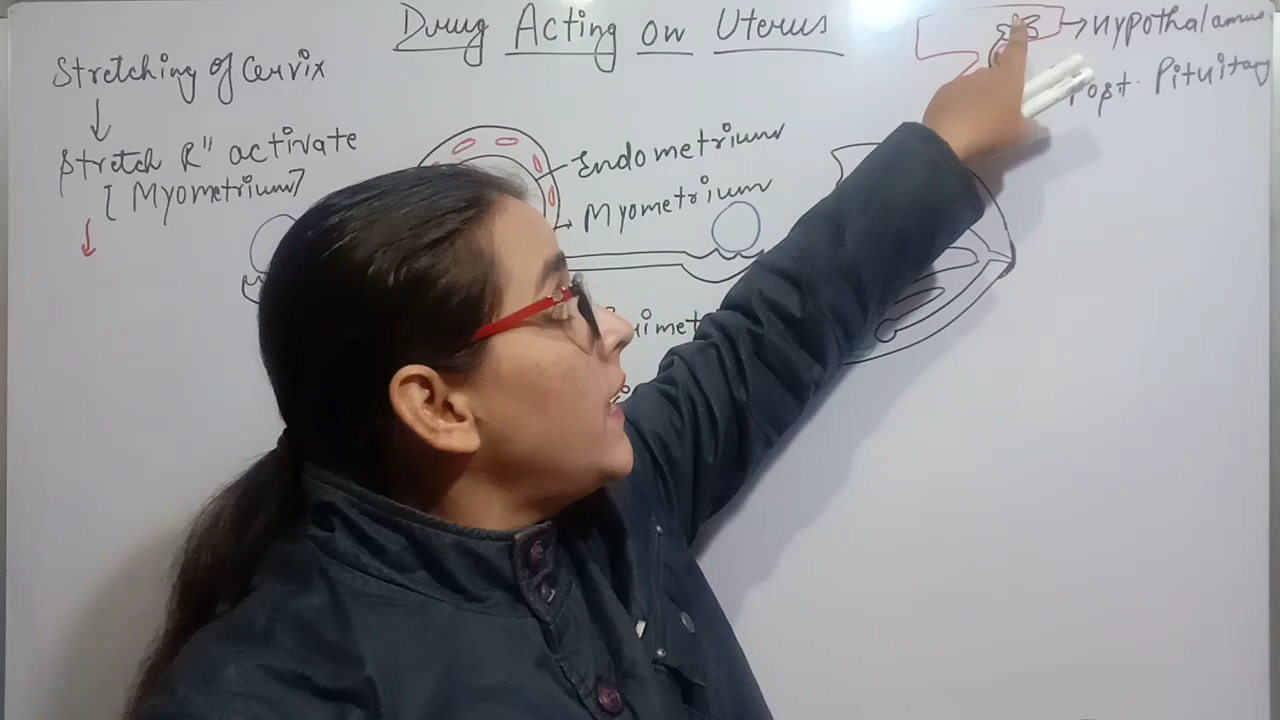 Drug Acting on Uterus
Stretching of Cervix
Stretch R" activate
[Myometrium]
Endometrium
Myometrium
Hypothalamus
Post. Pituitary